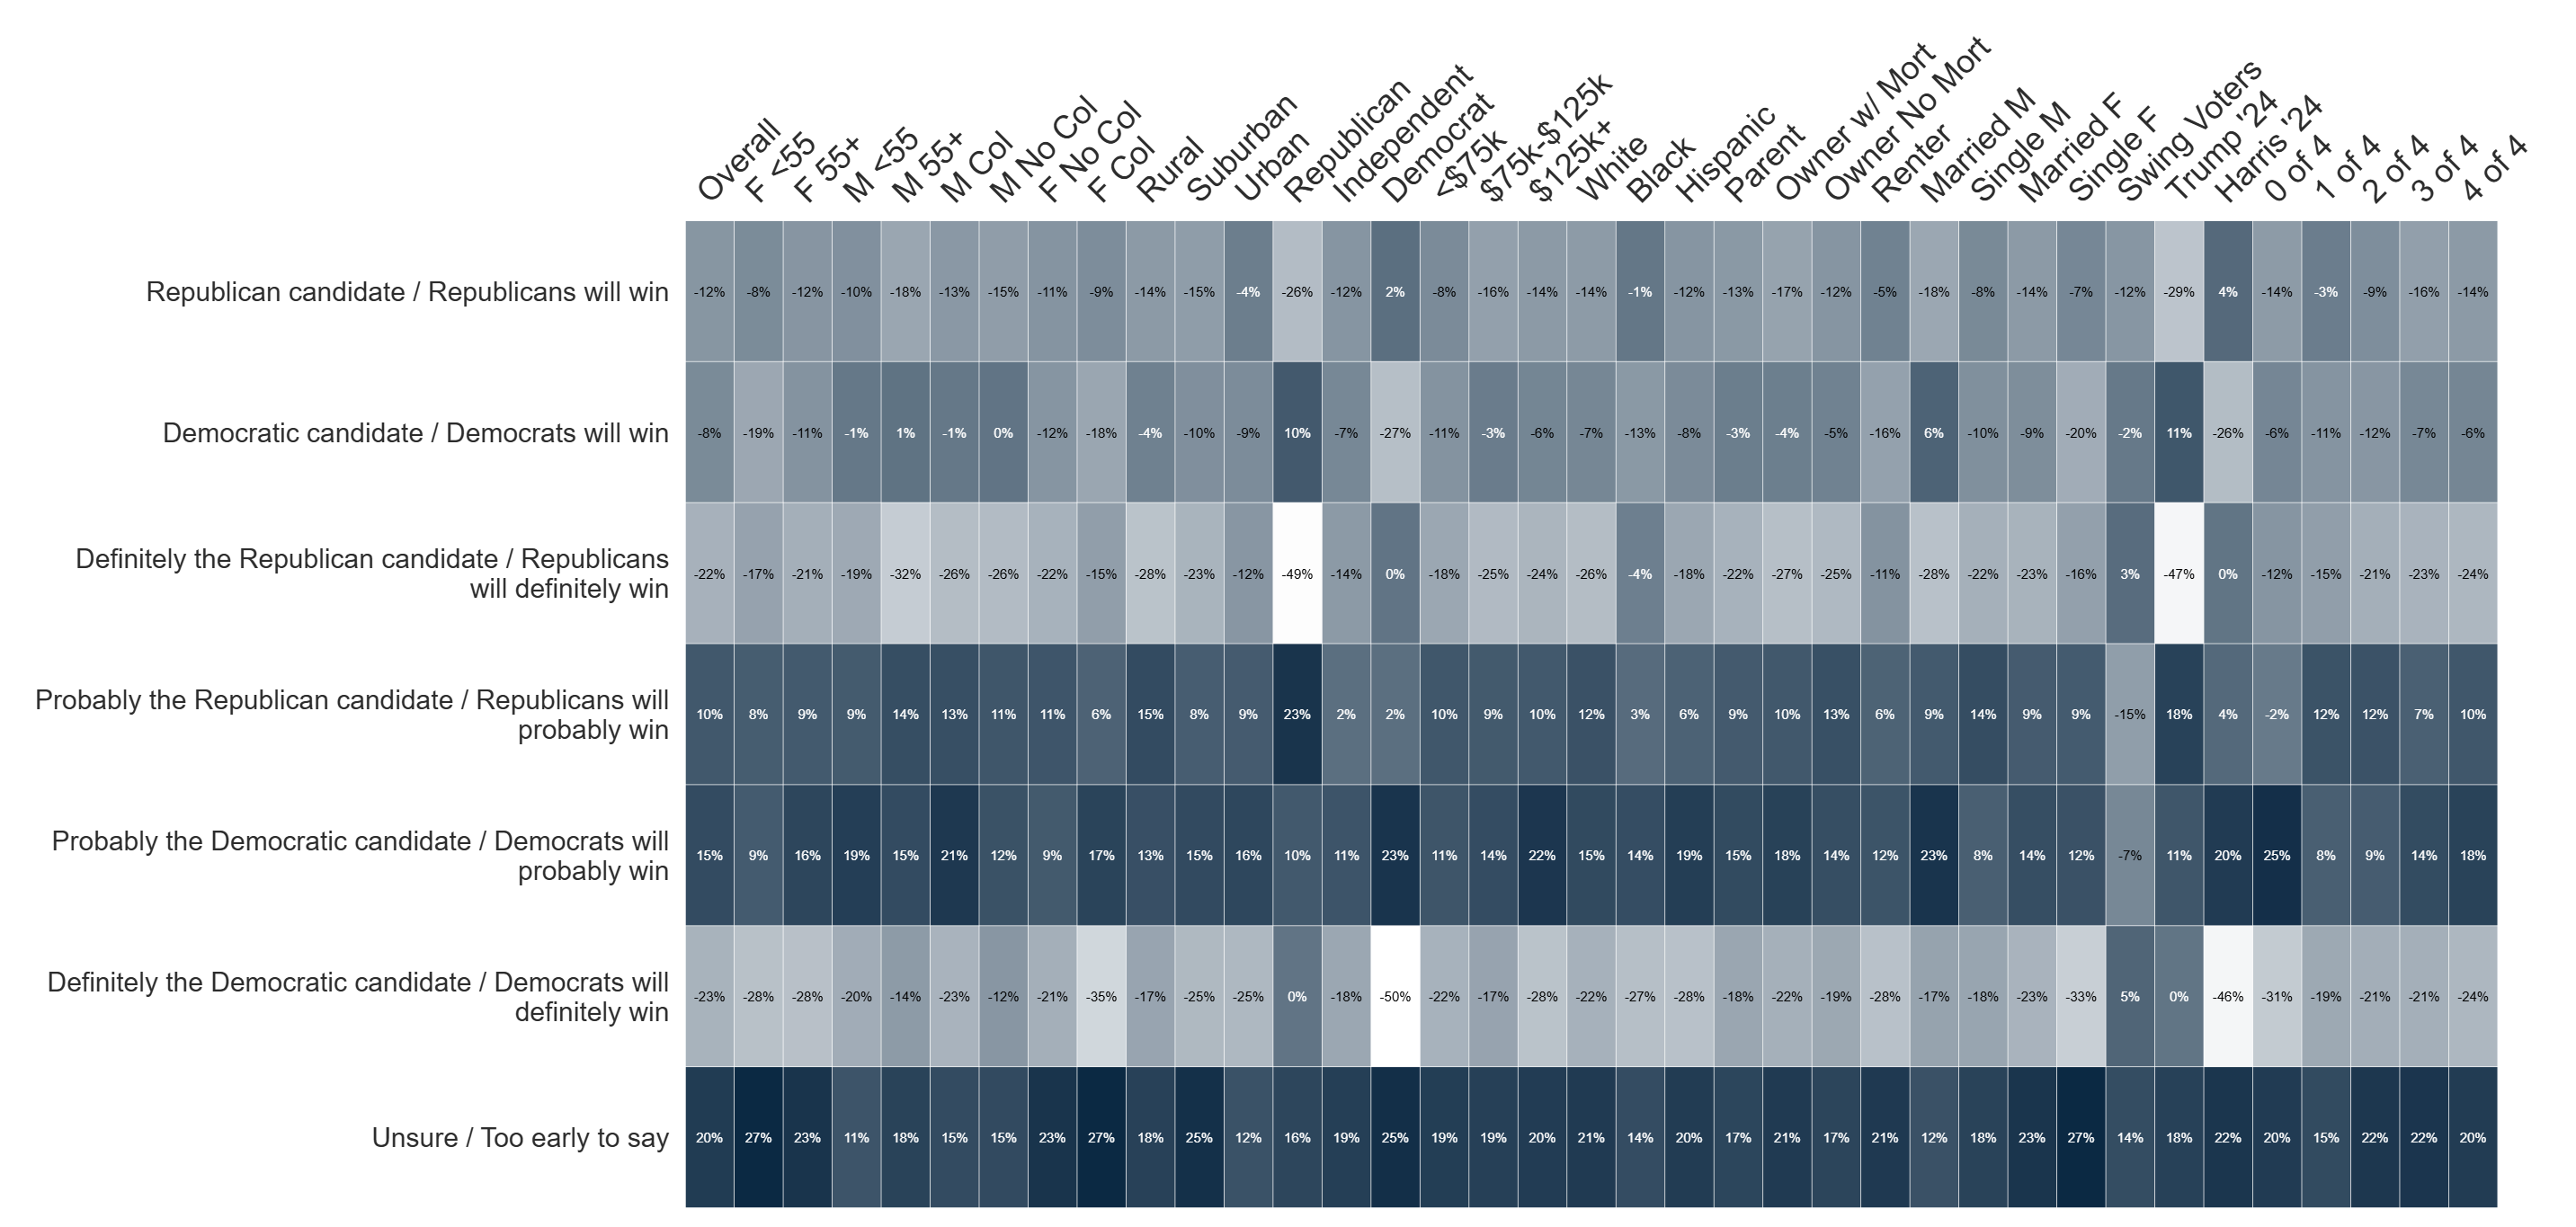 Overall F <55 F 55+ M <55 M 55+ M Col M No Col F No Col F Col Rural Suburban Urban Republican Independent Democrat <$75k $75k-$125k $125k+ White Black Hispanic Parent Owner w/ Mort Owner No Mort Renter Married M Single M Married F Single F Swing Voters Trump '24 Harris '24 0 of 4 1 of 4 2 of 4 3 of 4 4 of 4
Republican candidate / Republicans will win -12% -8% -12% -10% -18% -13% -15% -11% -9% -14% -15% -4% -26% -12% 2% -8% -16% -14% -14% -1% -12% -13% -17% -12% -5% -18% -8% -14% -7% -12% -29% 4% -14% -3% -9% -16% -14%
Democratic candidate / Democrats will win -8% -19% -11% -1% 1% -1% 0% -12% -18% -4% -10% -9% 10% -7% -27% -11% -3% -6% -7% -13% -8% -3% -4% -5% -16% 6% -10% -9% -20% -2% 11% -26% -6% -11% -12% -7% -6%
Definitely the Republican candidate / Republicans
will definitely win -22% -17% -21% -19% -32% -26% -26% -22% -15% -28% -23% -12% -49% -14% 0% -18% -25% -24% -26% -4% -18% -22% -27% -25% -11% -28% -22% -23% -16% 3% -47% 0% -12% -15% -21% -23% -24%
Probably the Republican candidate / Republicans will
probably win 10% 8% 9% 9% 14% 13% 11% 11% 6% 15% 8% 9% 23% 2% 2% 10% 9% 10% 12% 3% 6% 9% 10% 13% 6% 9% 14% 9% 9% -15% 18% 4% -2% 12% 12% 7% 10%
Probably the Democratic candidate / Democrats will
probably win 15% 9% 16% 19% 15% 21% 12% 9% 17% 13% 15% 16% 10% 11% 23% 11% 14% 22% 15% 14% 19% 15% 18% 14% 12% 23% 8% 14% 12% -7% 11% 20% 25% 8% 9% 14% 18%
Definitely the Democratic candidate / Democrats will
definitely win -23% -28% -28% -20% -14% -23% -12% -21% -35% -17% -25% -25% 0% -18% -50% -22% -17% -28% -22% -27% -28% -18% -22% -19% -28% -17% -18% -23% -33% 5% 0% -46% -31% -19% -21% -21% -24%
Unsure / Too early to say 20% 27% 23% 11% 18% 15% 15% 23% 27% 18% 25% 12% 16% 19% 25% 19% 19% 20% 21% 14% 20% 17% 21% 17% 21% 12% 18% 23% 27% 14% 18% 22% 20% 15% 22% 22% 20%